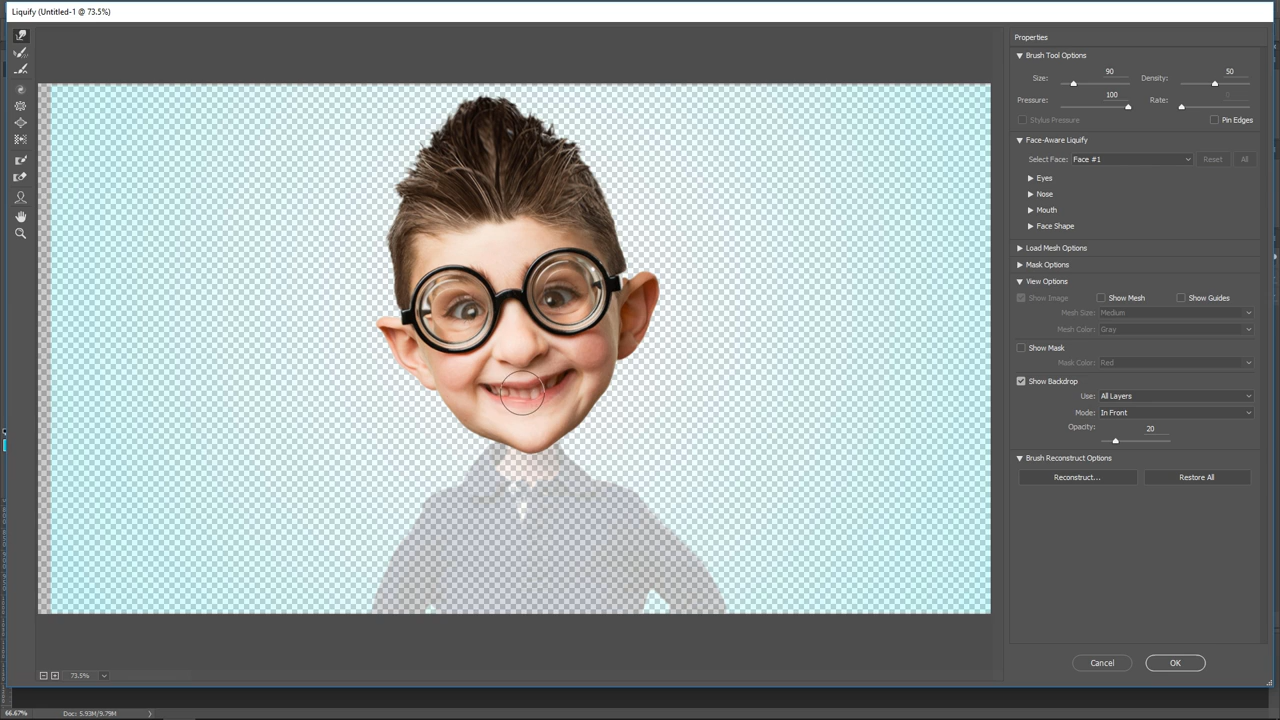 Liquify (Untitled-1 @ 73.5%)
Properties
Brush Tool Options
Size: 90 Density: 50
Pressure: 100 Rate: 0
Stylus Pressure Pin Edges
Face-Aware Liquify
Select Face: Face #1 Reset All
Eyes
Nose
Mouth
Face Shape
Load Mesh Options
Mask Options
View Options
Show Image Show Mesh Show Guides
Mesh Size: Medium
Mesh Color: Gray
Show Mask
Mask Color: Red
Show Backdrop
Use: All Layers
Mode: In Front
Opacity: 20
Brush Reconstruct Options
Reconstruct... Restore All
Cancel OK
73.5%
66.67% Doc: 5.93M/9.79M